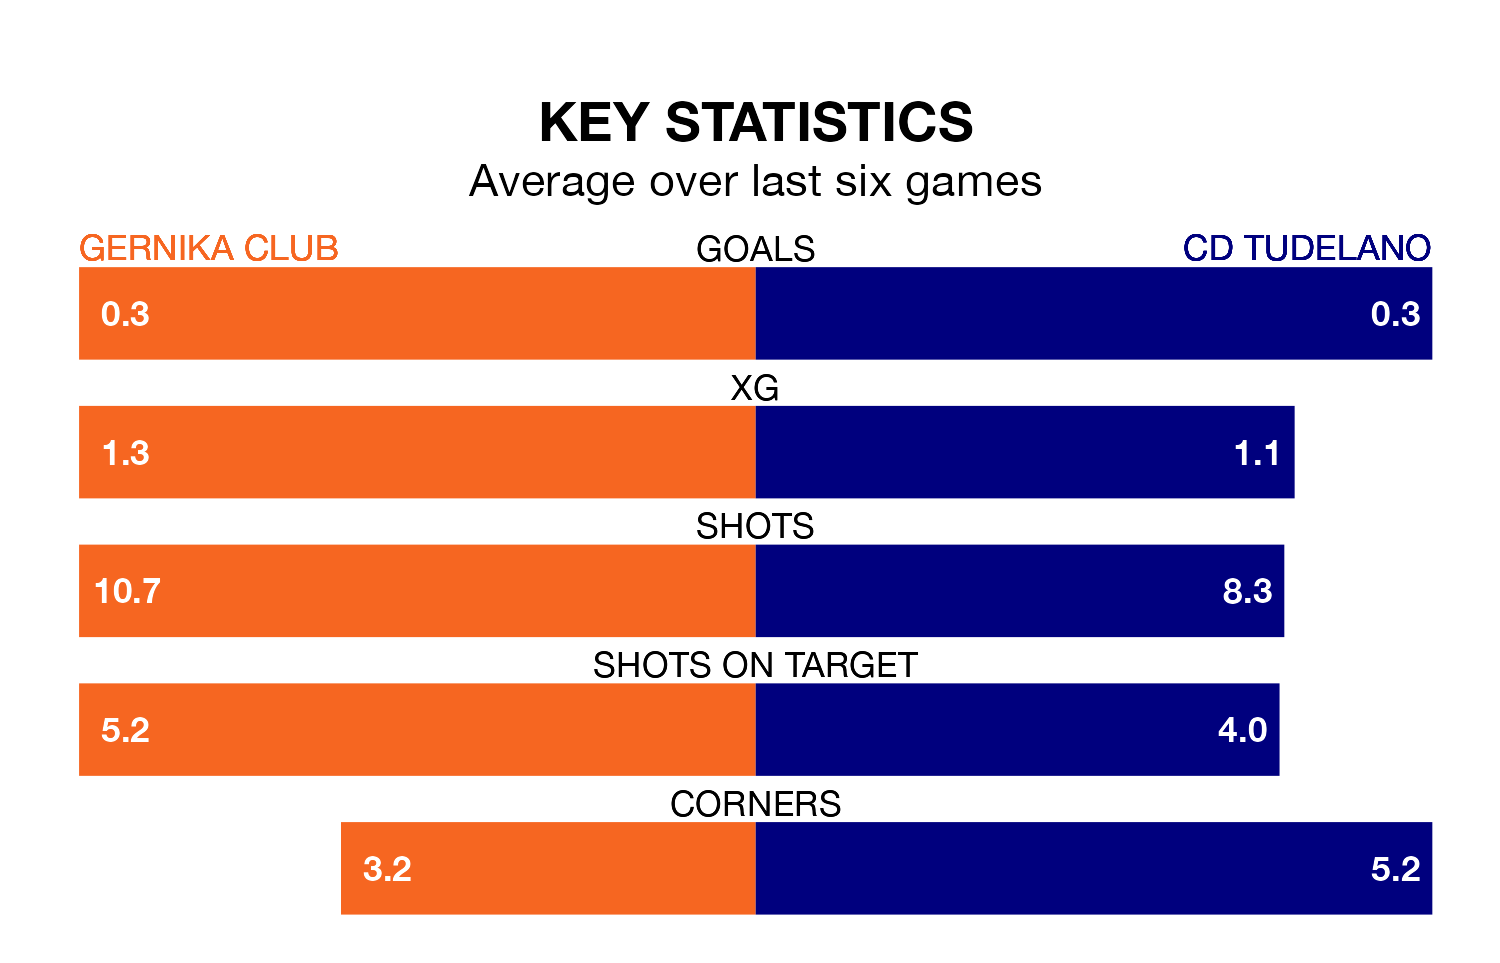 KEY STATISTICS
Average over last six games
GERNIKA CLUB GOALS CD TUDELANO
0.3 0.3
XG
1.3 1.1
SHOTS
10.7 8.3
SHOTS ON TARGET
5.2 4.0
CORNERS
3.2 5.2